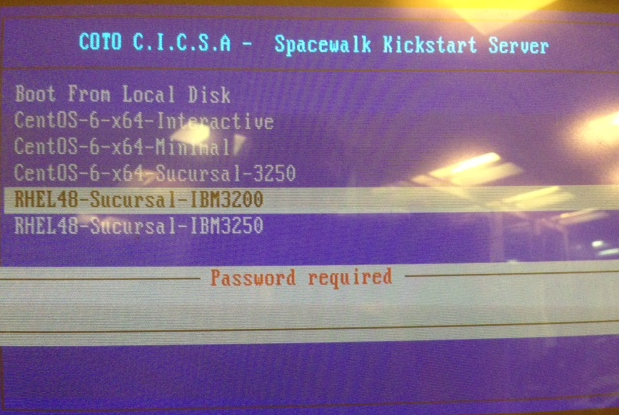 COTO C.I.C.S.A - Spacewalk Kickstart Server
Boot From Local Disk
CentOS-6-x64-Interactive
CentOS-6-x64-Minimal
CentOS-6-x64-Sucursal-3250
RHEL48-Sucursal-IBM3200
RHEL48-Sucursal-IBM3250
Password required